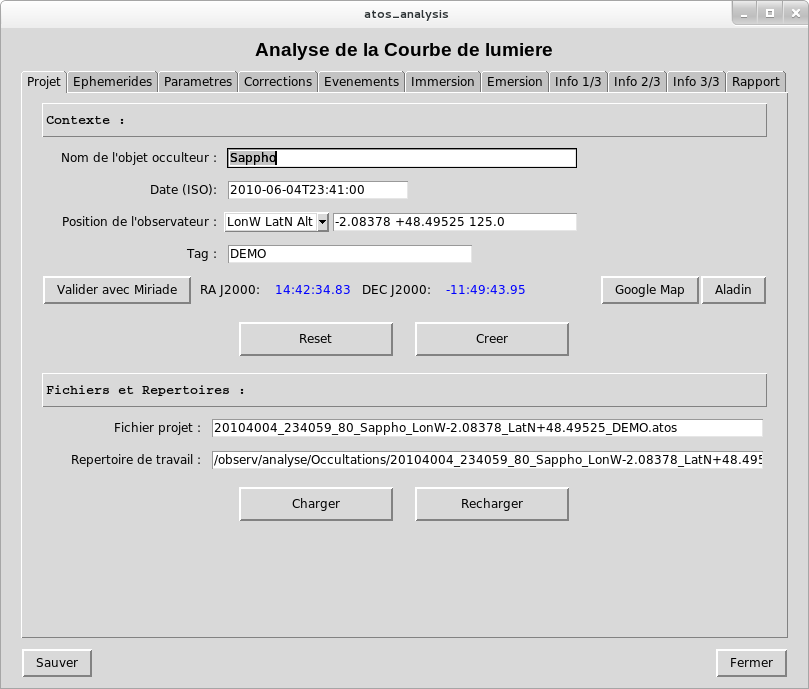 atos_analysis
Analyse de la Courbe de lumiere
Projet Ephemerides Parametres Corrections Evenements Immersion Emersion Info 1/3 Info 2/3 Info 3/3 Rapport
Contexte :
Nom de l'objet occulteur : Sappho
Date (ISO): 2010-06-04T23:41:00
Position de l'observateur : LonW LatN Alt -2.08378 +48.49525 125.0
Tag : DEMO
Valider avec Miriade RA J2000: 14:42:34.83 DEC J2000: -11:49:43.95 Google Map Aladin
Reset Creer
Fichiers et Repertoires :
Fichier projet : 20104004_234059_80_Sappho_LonW-2.08378_LatN+48.49525_DEMO.atos
Repertoire de travail : /observ/analyse/Occultations/20104004_234059_80_Sappho_LonW-2.08378_LatN+48.495
Charger Recharger
Sauver Fermer